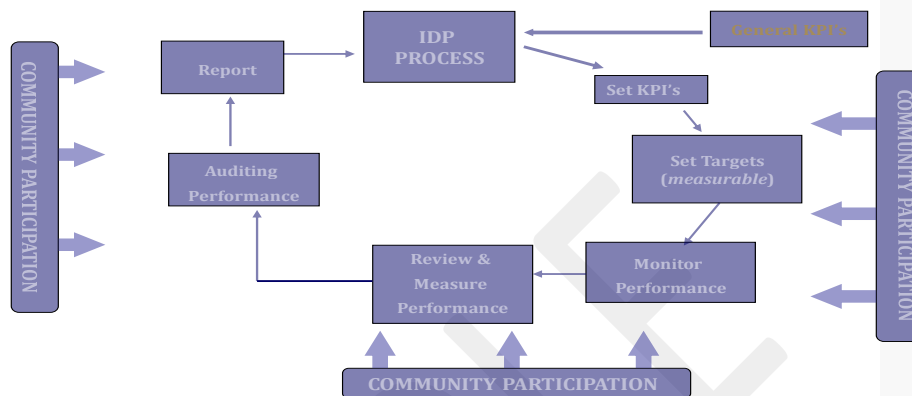 IDP
PROCESS
General KPI's
Report
Set KPI's
COMMUNITY PARTICIPATION
COMMUNITY PARTICIPATION
Set Targets
(measurable)
Auditing
Performance
Review &
Measure
Performance
Monitor
Performance
COMMUNITY PARTICIPATION